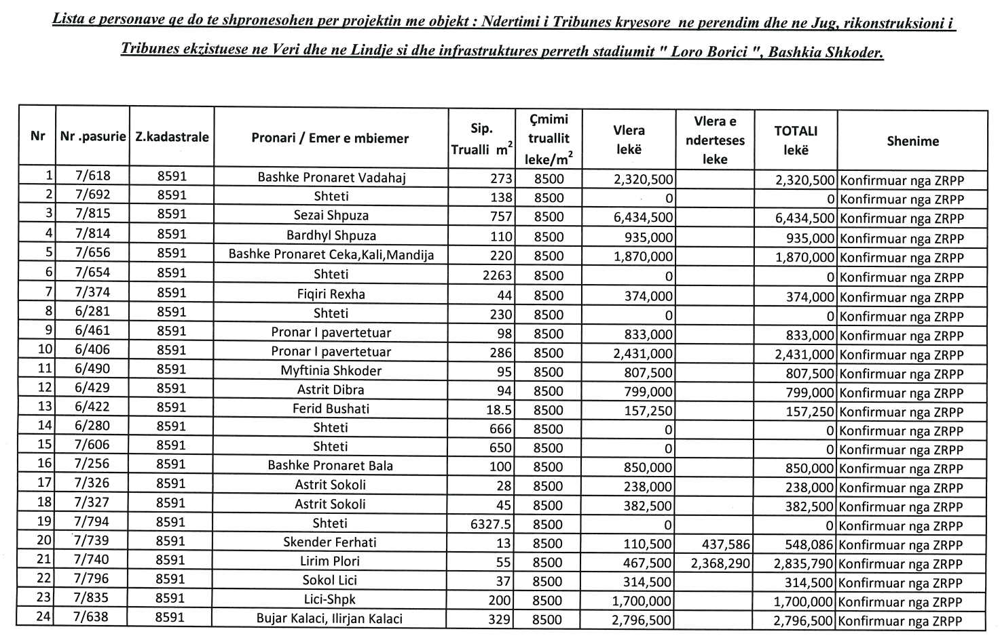 Lista e personave qe do te shpronesohen per projektin me objekt : Ndertimi i Tribunes kryesore ne perendim dhe ne Jug, rikonstruksioni i
Tribunes ekzistuese ne Veri dhe ne Lindje si dhe infrastruktures perreth stadiumit " Loro Borici ", Bashkia Shkoder.
Nr Nr .pasurie Z.kadastrale Pronari / Emer e mbiemer Sip. Trualli m² Çmimi truallit leke/m² Vlera lekë Vlera e nderteses leke TOTALI lekë Shenime
1 7/618 8591 Bashke Pronaret Vadahaj 273 8500 2,320,500 2,320,500 Konfirmuar nga ZRPP
2 7/692 8591 Shteti 138 8500 0 0 Konfirmuar nga ZRPP
3 7/815 8591 Sezai Shpuza 757 8500 6,434,500 6,434,500 Konfirmuar nga ZRPP
4 7/814 8591 Bardhyl Shpuza 110 8500 935,000 935,000 Konfirmuar nga ZRPP
5 7/656 8591 Bashke Pronaret Ceka,Kali,Mandija 220 8500 1,870,000 1,870,000 Konfirmuar nga ZRPP
6 7/654 8591 Shteti 2263 8500 0 0 Konfirmuar nga ZRPP
7 7/374 8591 Fiqiri Rexha 44 8500 374,000 374,000 Konfirmuar nga ZRPP
8 6/281 8591 Shteti 230 8500 0 0 Konfirmuar nga ZRPP
9 6/461 8591 Pronar I pavertetuar 98 8500 833,000 833,000 Konfirmuar nga ZRPP
10 6/406 8591 Pronar I pavertetuar 286 8500 2,431,000 2,431,000 Konfirmuar nga ZRPP
11 6/490 8591 Myftinia Shkoder 95 8500 807,500 807,500 Konfirmuar nga ZRPP
12 6/429 8591 Astrit Dibra 94 8500 799,000 799,000 Konfirmuar nga ZRPP
13 6/422 8591 Ferid Bushati 18.5 8500 157,250 157,250 Konfirmuar nga ZRPP
14 6/280 8591 Shteti 666 8500 0 0 Konfirmuar nga ZRPP
15 7/606 8591 Shteti 650 8500 0 0 Konfirmuar nga ZRPP
16 7/256 8591 Bashke Pronaret Bala 100 8500 850,000 850,000 Konfirmuar nga ZRPP
17 7/326 8591 Astrit Sokoli 28 8500 238,000 238,000 Konfirmuar nga ZRPP
18 7/327 8591 Astrit Sokoli 45 8500 382,500 382,500 Konfirmuar nga ZRPP
19 7/794 8591 Shteti 6327.5 8500 0 0 Konfirmuar nga ZRPP
20 7/739 8591 Skender Ferhati 13 8500 110,500 437,586 548,086 Konfirmuar nga ZRPP
21 7/740 8591 Lirim Plori 55 8500 467,500 2,368,290 2,835,790 Konfirmuar nga ZRPP
22 7/796 8591 Sokol Lici 37 8500 314,500 314,500 Konfirmuar nga ZRPP
23 7/835 8591 Lici-Shpk 200 8500 1,700,000 1,700,000 Konfirmuar nga ZRPP
24 7/638 8591 Bujar Kalaci, Ilirjan Kalaci 329 8500 2,796,500 2,796,500 Konfirmuar nga ZRPP